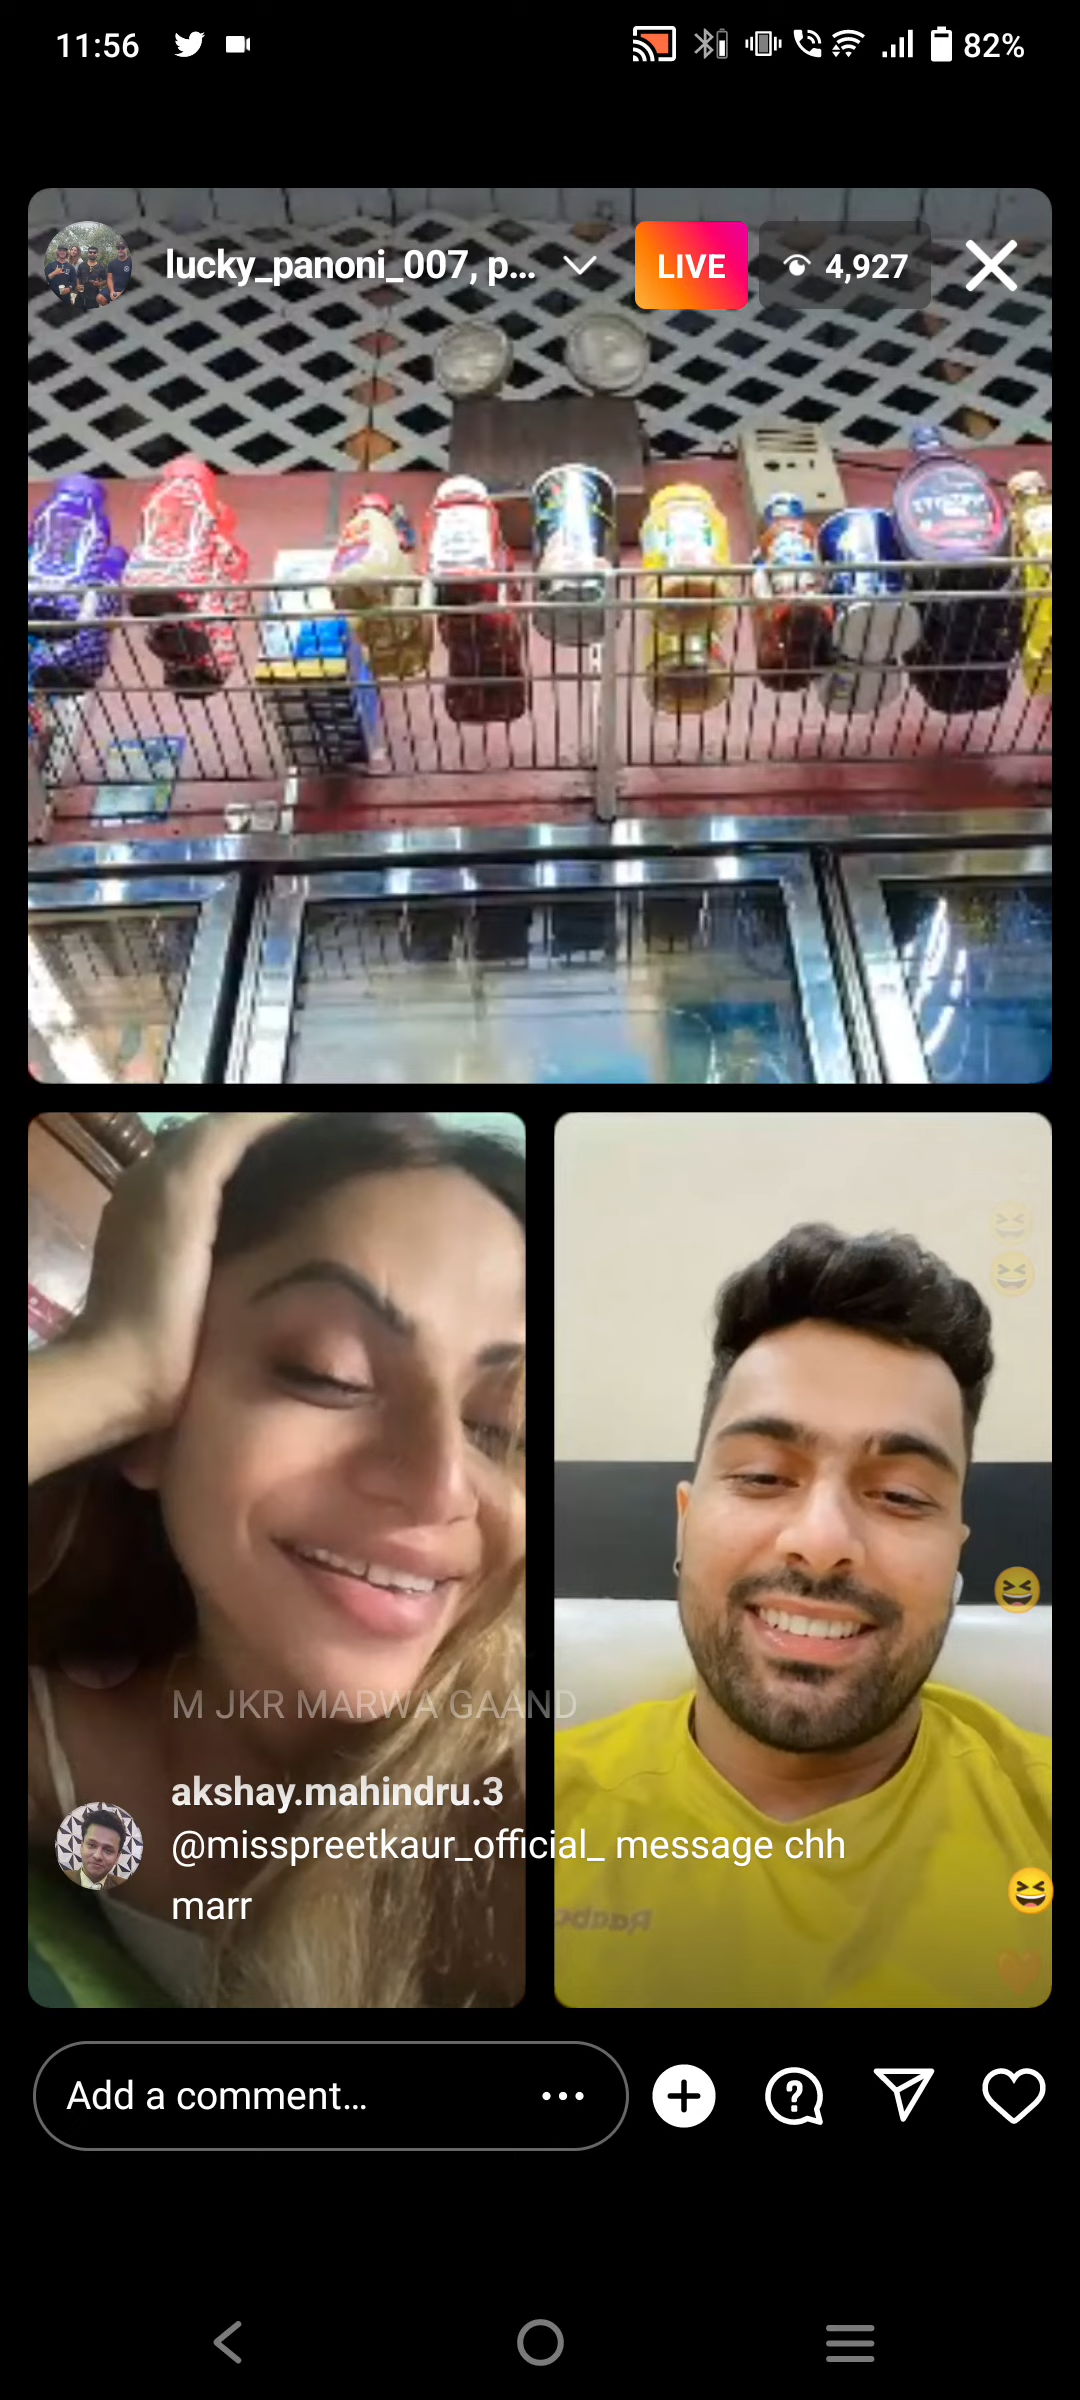 11:56
82%
lucky_panoni_007, p...
LIVE
4,927
M JKR MARWA GAAND
akshay.mahindru.3
@misspreetkaur_official_ message chh
marr
Reebok
Add a comment...